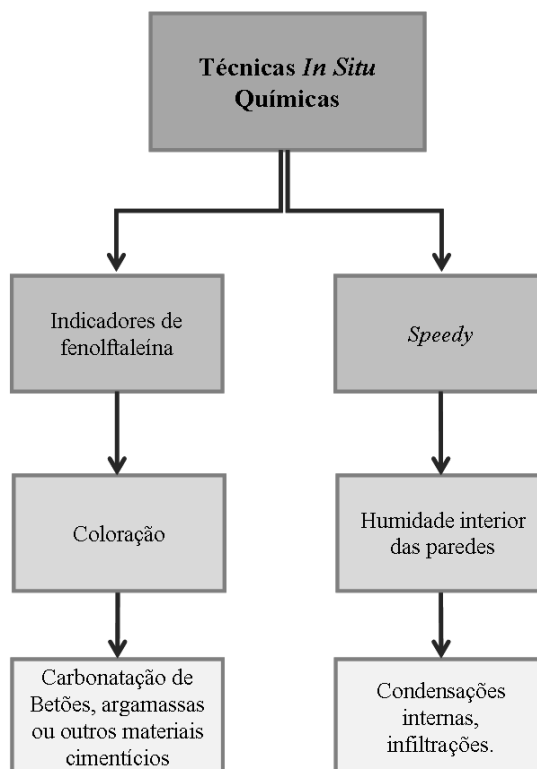 Técnicas In Situ
Químicas
Indicadores de
fenolftaleína
Speedy
Coloração
Humidade interior
das paredes
Carbonatação de
Betões, argamassas
ou outros materiais
cimentícios
Condensações
internas,
infiltrações.